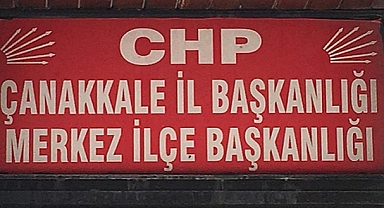 CHP
ÇANAKKALE İL BAŞKANLIĞI
MERKEZ İLÇE BAŞKANLIĞI